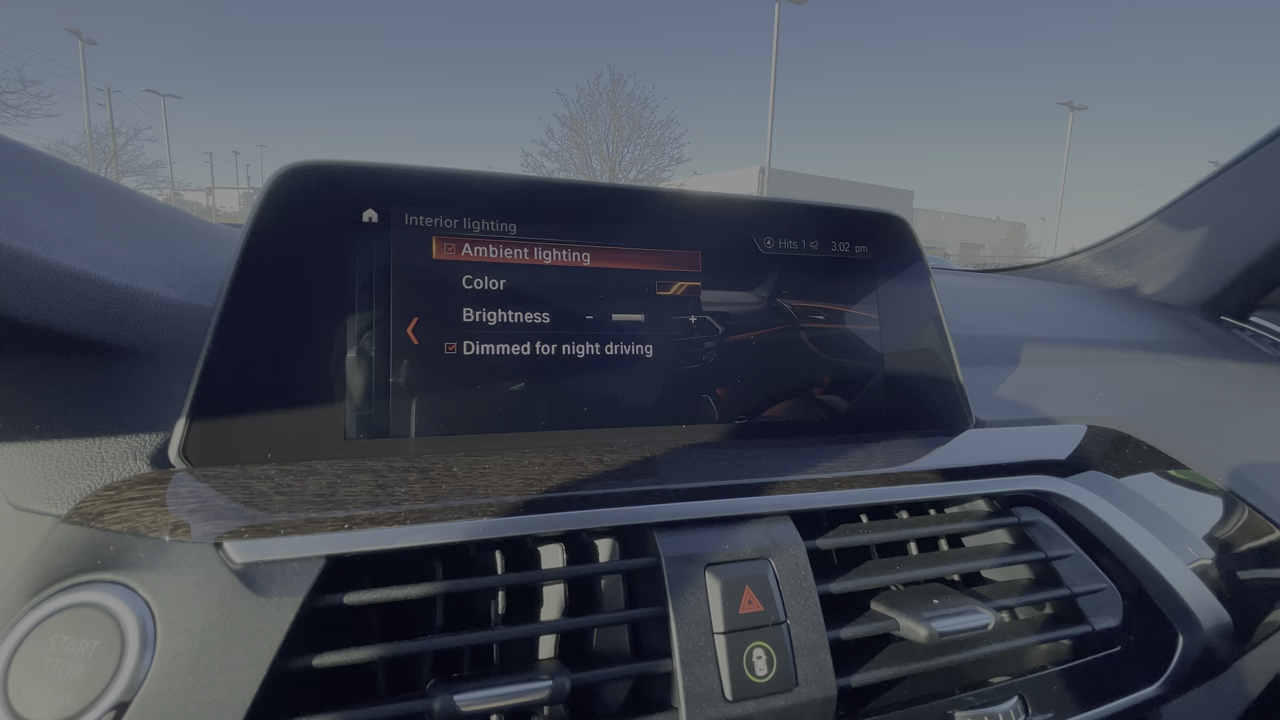 Interior lighting
Hits 1 3:02 pm
Ambient lighting
Color
Brightness - +
Dimmed for night driving
START
STOP